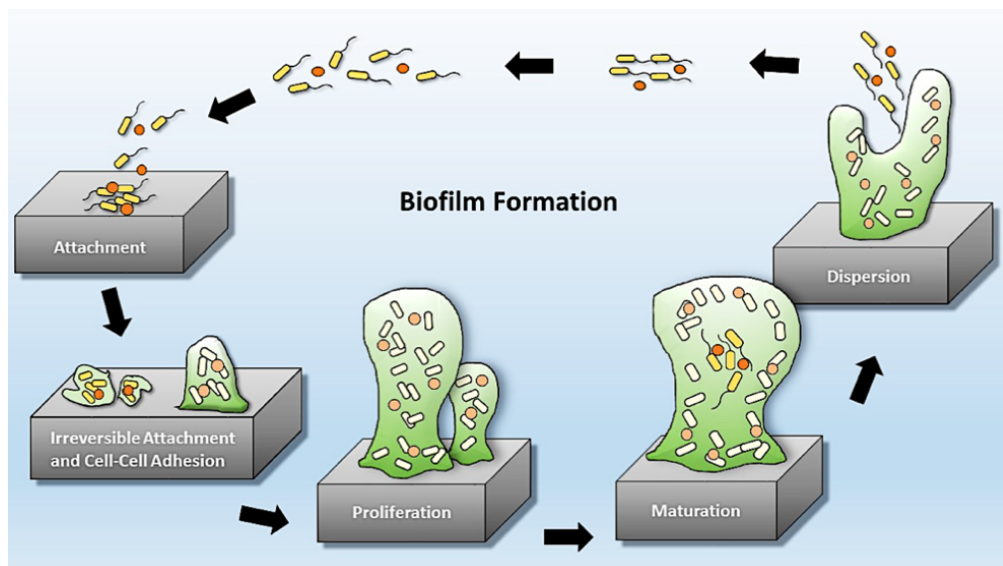 Biofilm Formation
Attachment
Irreversible Attachment
and Cell-Cell Adhesion
Proliferation
Maturation
Dispersion